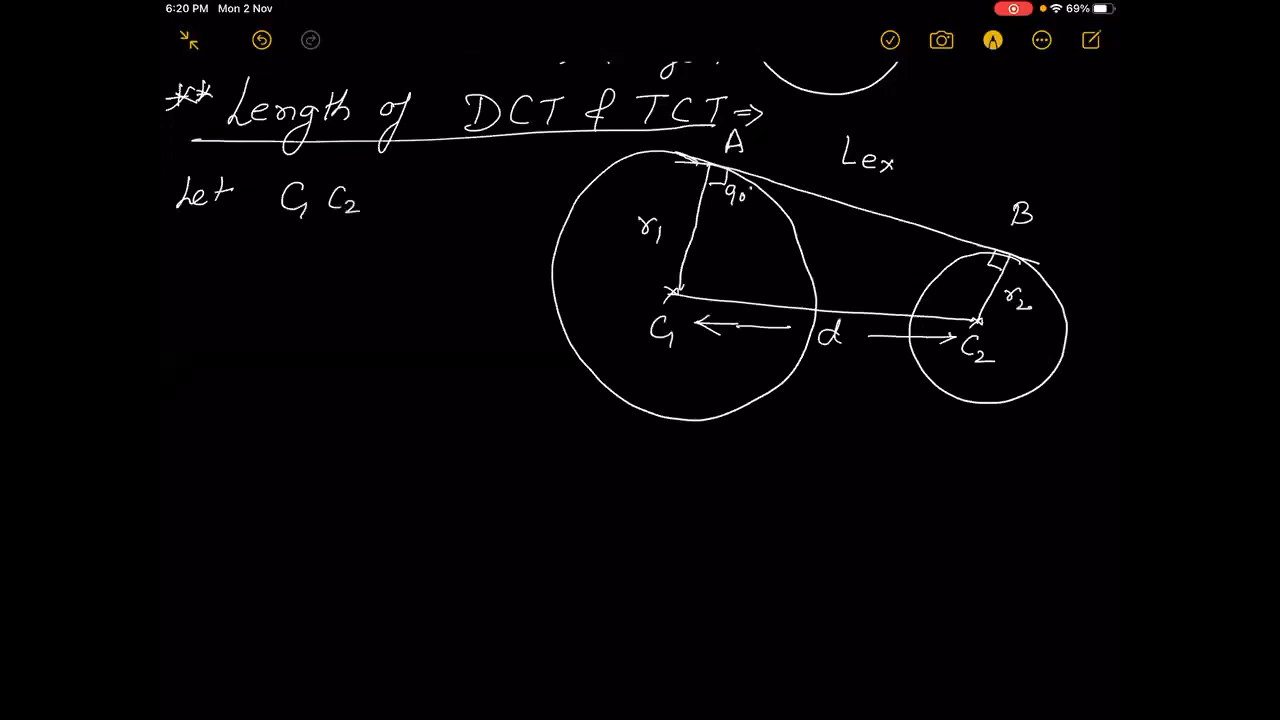 6:20 PM Mon 2 Nov
69%
** Length of DCT & TCT ⇒
A
Lex
Let C1 C2
90°
r1
B
r2
C1
d
C2